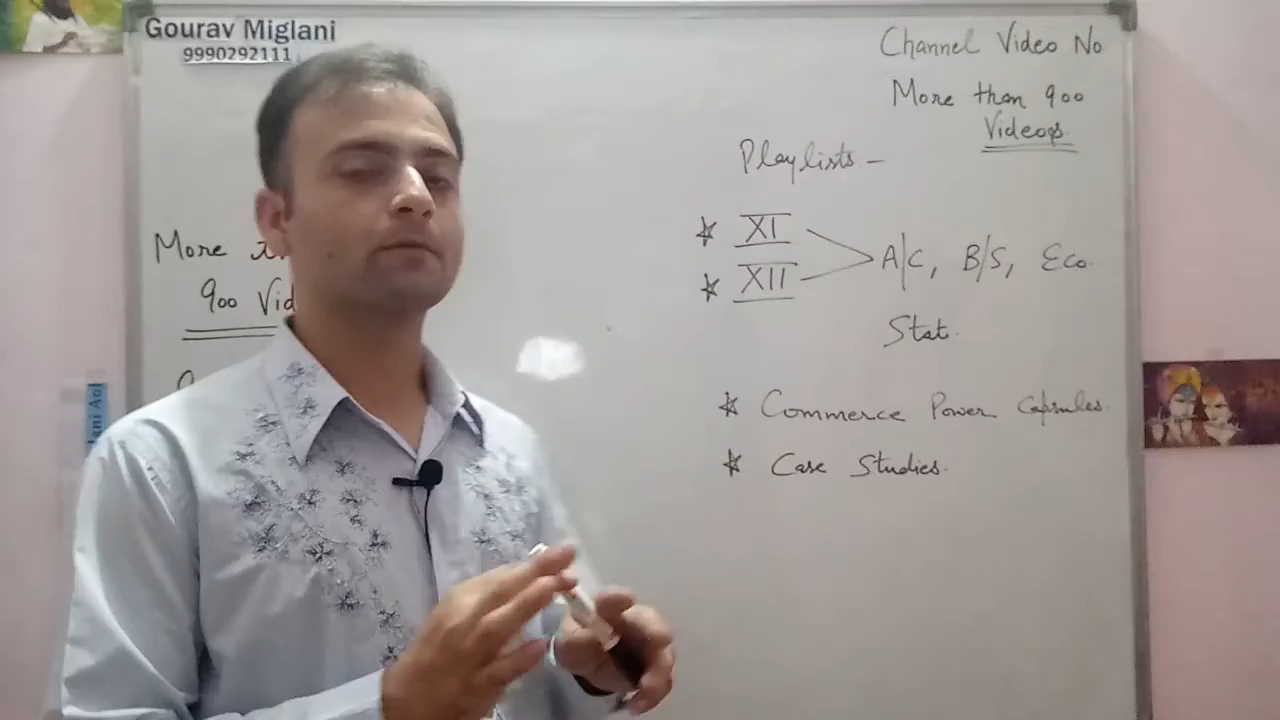 Gourav Miglani
9990292111
Channel Video No
More than 900
Videos
Playlists -
More
900 Vid
XI
XII
A/C, B/S, Eco.
Stat.
Commerce Power Capsules.
Case Studies.